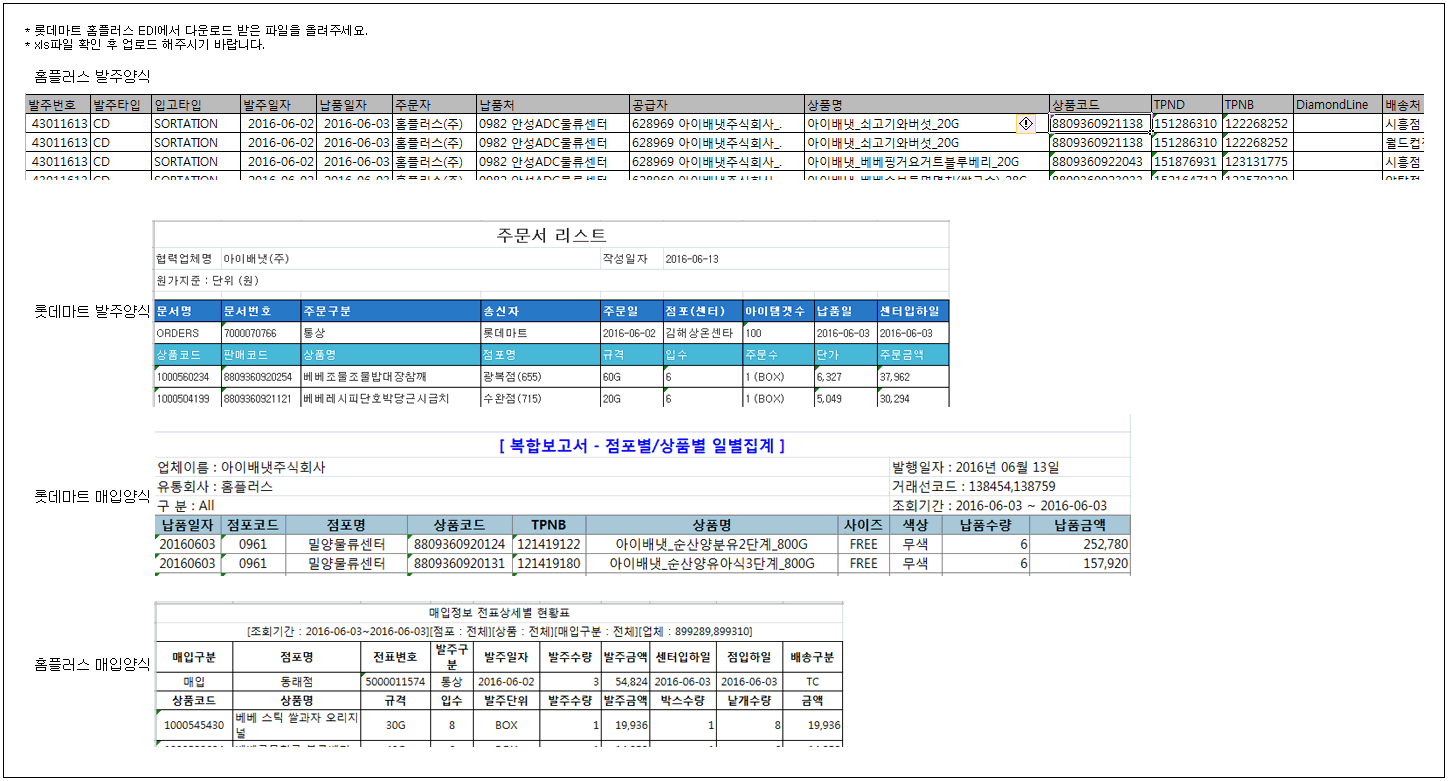 * 롯데마트 홈플러스 EDI에서 다운로드 받은 파일을 올려주세요.
* xls파일 확인 후 업로드 해주시기 바랍니다.
홈플러스 발주양식
발주번호 발주타입 입고타입 발주일자 납품일자 주문자 납품처 공급자 상품명 상품코드 TPND TPNB DiamondLine 배송처
43011613 CD SORTATION 2016-06-02 2016-06-03 홈플러스(주) 0982 안성ADC물류센터 628969 아이배냇주식회사_. 아이배냇_쇠고기와버섯_20G 8809360921138 151286310 122268252 시흥점
43011613 CD SORTATION 2016-06-02 2016-06-03 홈플러스(주) 0982 안성ADC물류센터 628969 아이배냇주식회사_. 아이배냇_쇠고기와버섯_20G 8809360921138 151286310 122268252 월드컵
43011613 CD SORTATION 2016-06-02 2016-06-03 홈플러스(주) 0982 안성ADC물류센터 628969 아이배냇주식회사_. 아이배냇_베베핑거요거트블루베리_20G 8809360922043 151876931 123131775 시흥점
롯데마트 발주양식
주문서 리스트
협력업체명 아이배냇(주) 작성일자 2016-06-13
원가지준 : 단위 (원)
문서명 문서번호 주문구분 송신자 주문일 점포(센터) 아이템갯수 납품일 센터입하일
ORDERS 7000070766 통상 롯데마트 2016-06-02 김해상온센타 100 2016-06-03 2016-06-03
상품코드 판매코드 상품명 점포명 규격 입수 주문수 단가 주문금액
1000560234 8809360920254 베베조물조물밥대장참깨 광복점(655) 60G 6 1 (BOX) 6,327 37,962
1000504199 8809360921121 베베레시피단호박당근시금치 수완점(715) 20G 6 1 (BOX) 5,049 30,294
롯데마트 매입양식
[ 복합보고서 - 점포별/상품별 일별집계 ]
업체이름 : 아이배냇주식회사 발행일자 : 2016년 06월 13일
유통회사 : 홈플러스 거래선코드 : 138454,138759
구 분 : All 조회기간 : 2016-06-03 ~ 2016-06-03
납품일자 점포코드 점포명 상품코드 TPNB 상품명 사이즈 색상 납품수량 납품금액
20160603 0961 밀양물류센터 8809360920124 121419122 아이배냇_순산양분유2단계_800G FREE 무색 6 252,780
20160603 0961 밀양물류센터 8809360920131 121419180 아이배냇_순산양유아식3단계_800G FREE 무색 6 157,920
홈플러스 매입양식
매입정보 전표상세별 현황표
[조회기간 : 2016-06-03~2016-06-03][점포 : 전체][상품 : 전체][매입구분 : 전체][업체 : 899289,899310]
매입구분 점포명 전표번호 발주구분 발주일자 발주수량 발주금액 센터입하일 점입하일 배송구분
매입 동래점 5000011574 통상 2016-06-02 3 54,824 2016-06-03 2016-06-03 TC
상품코드 상품명 규격 입수 발주단위 발주수량 발주금액 박스수량 낱개수량 금액
1000545430 베베 스틱 쌀과자 오리지널 30G 8 BOX 1 19,936 1 8 19,936